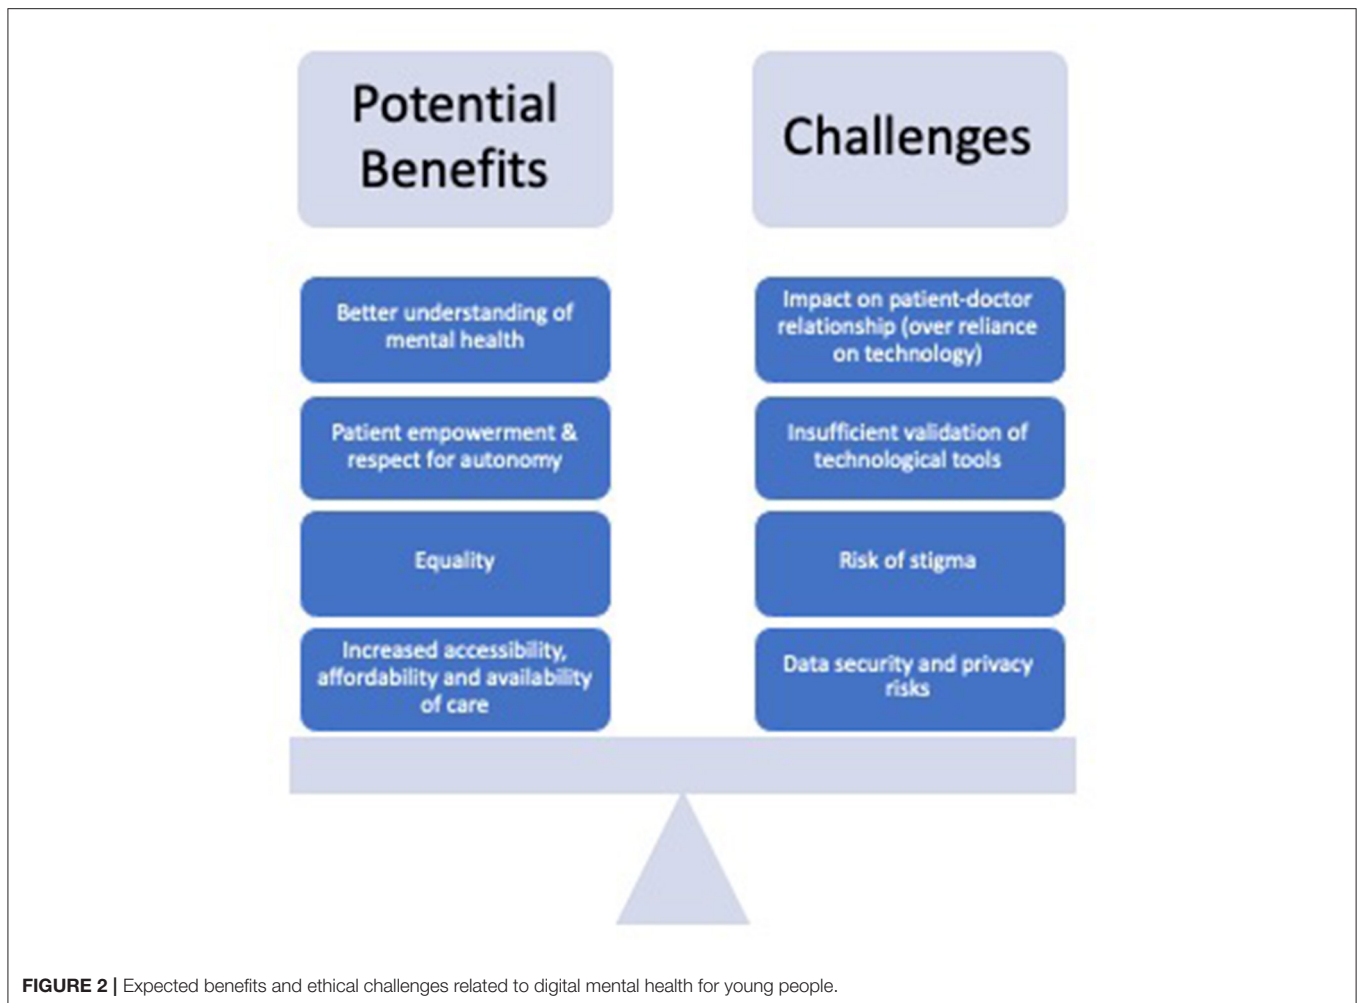 Potential
Benefits
Challenges
Better understanding of
mental health
Patient empowerment &
respect for autonomy
Equality
Increased accessibility,
affordability and availability
of care
Impact on patient-doctor
relationship (over reliance
on technology)
Insufficient validation of
technological tools
Risk of stigma
Data security and privacy
risks
FIGURE 2 | Expected benefits and ethical challenges related to digital mental health for young people.